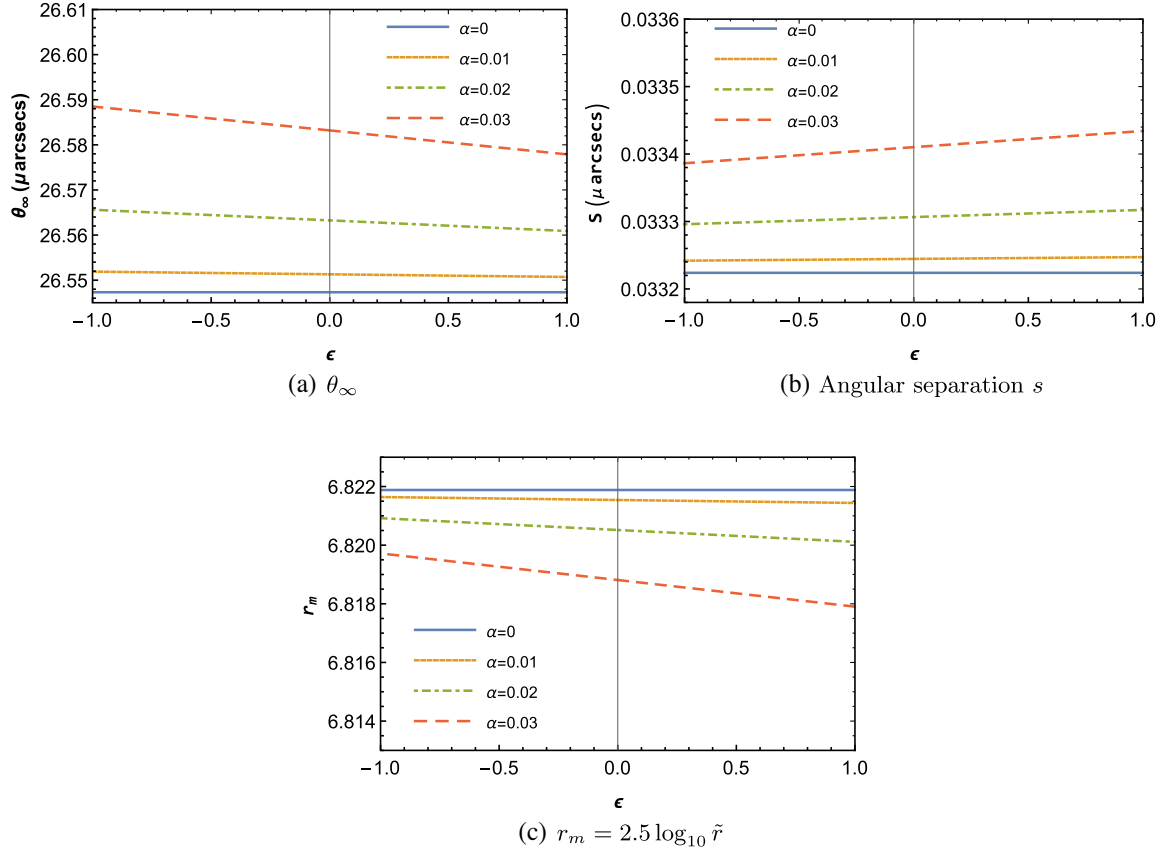 26.61
26.60
26.59
26.58
26.57
26.56
26.55
θ∞ (μ arcsecs)
α=0
α=0.01
α=0.02
α=0.03
−1.0 −0.5 0.0 0.5 1.0
ϵ
(a) θ∞
0.0336
0.0335
0.0334
0.0333
0.0332
S (μ arcsecs)
α=0
α=0.01
α=0.02
α=0.03
−1.0 −0.5 0.0 0.5 1.0
ϵ
(b) Angular separation s
6.822
6.820
6.818
6.816
6.814
rm
α=0
α=0.01
α=0.02
α=0.03
−1.0 −0.5 0.0 0.5 1.0
ϵ
(c) rm = 2.5 log10 r̃